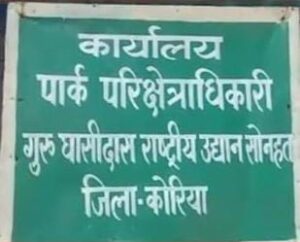 कार्यालय
पार्क परिक्षेत्राधिकारी
गुरु घासीदास राष्ट्रीय उद्यान सोनहत
जिला-कोरिया